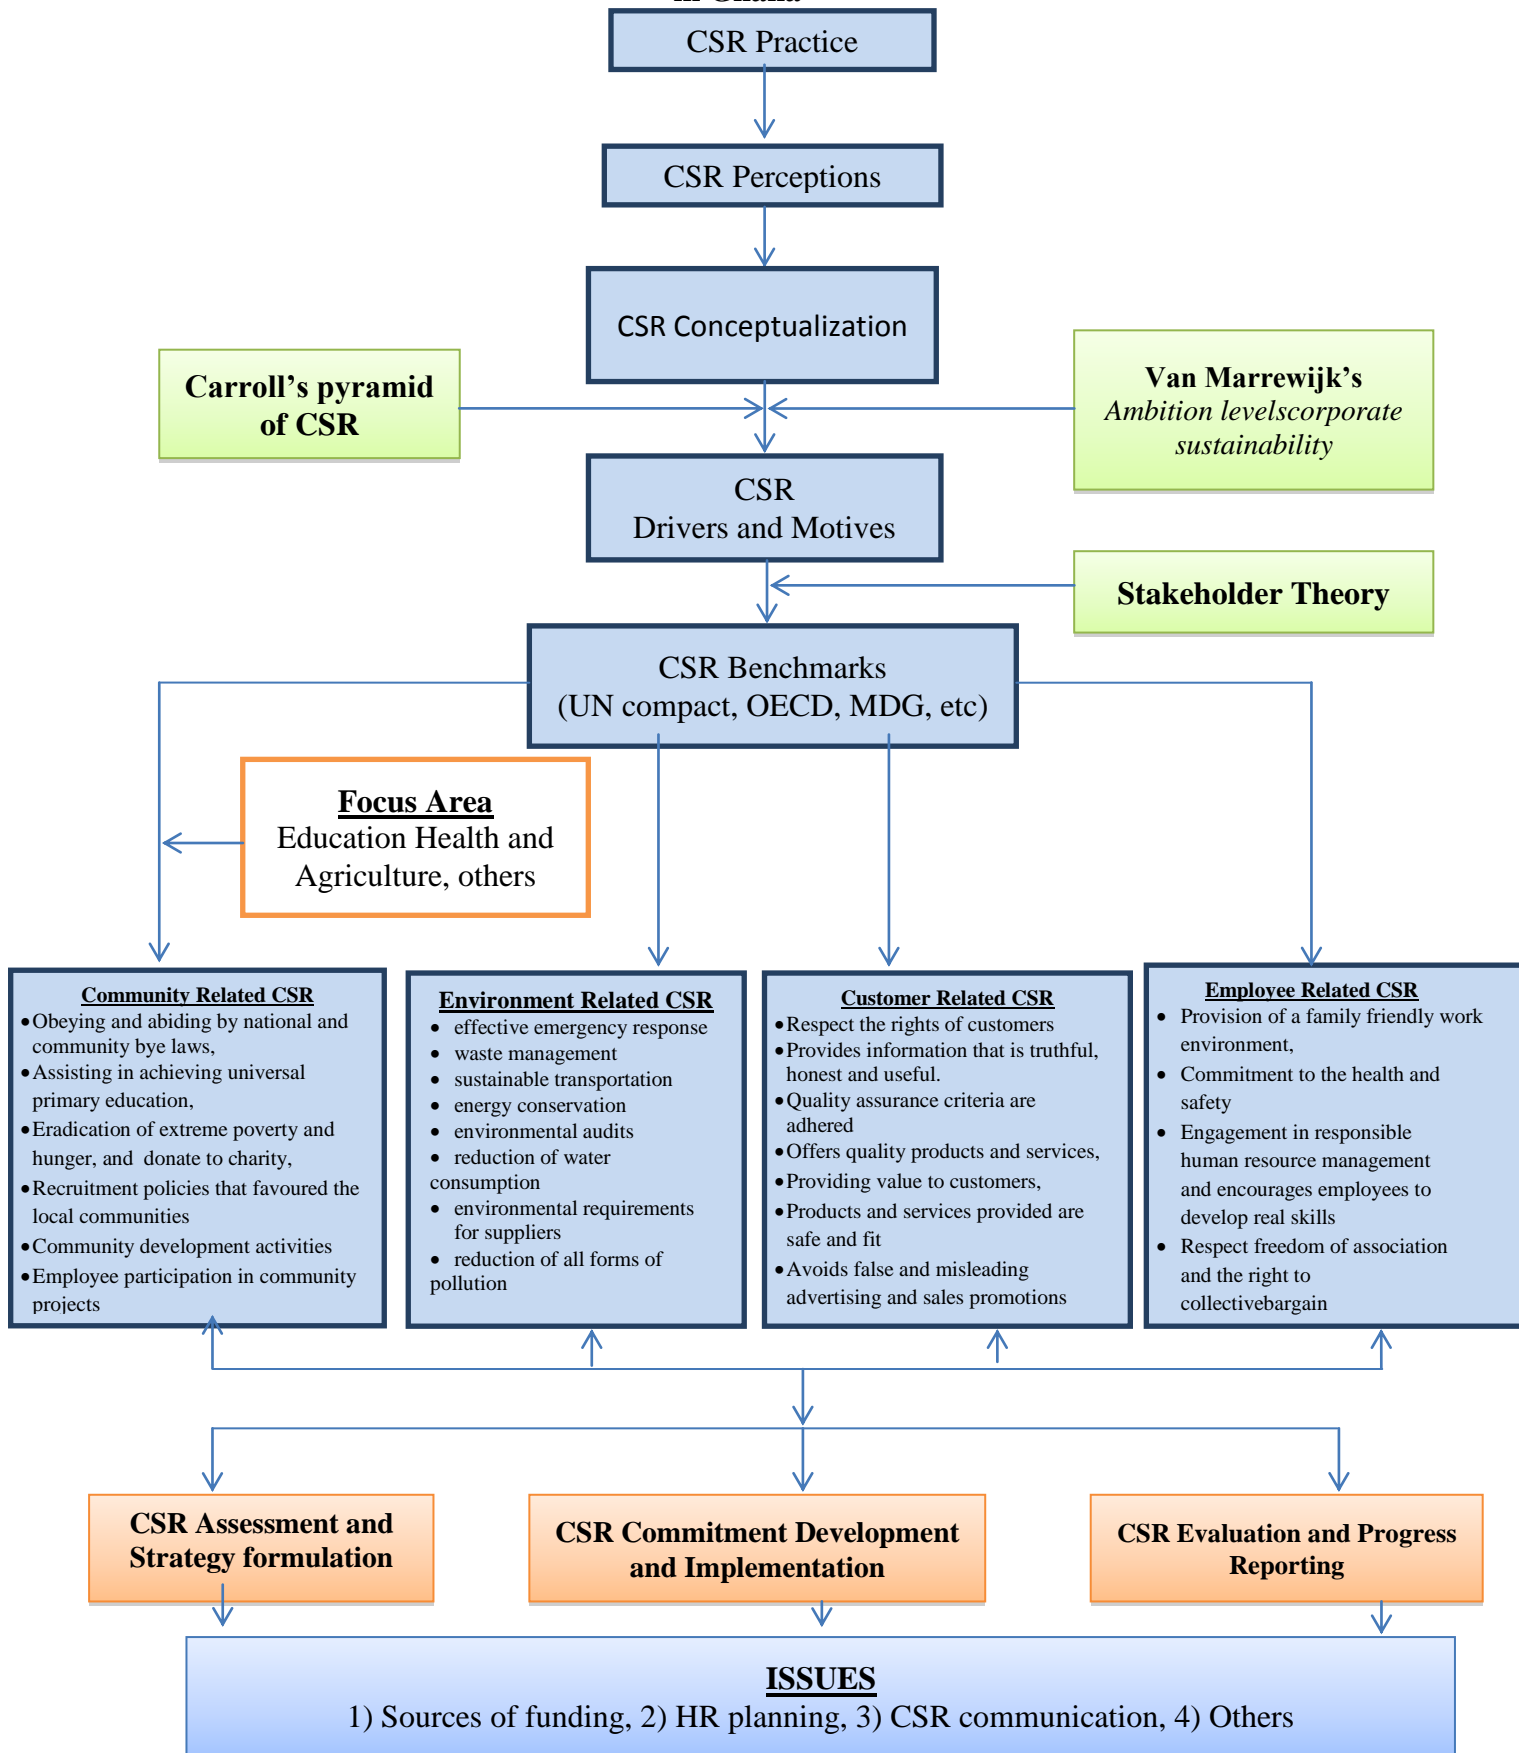 in Ghana
CSR Practice
CSR Perceptions
CSR Conceptualization
Carroll’s pyramid
of CSR
Van Marrewijk’s
Ambition levelscorporate
sustainability
CSR
Drivers and Motives
Stakeholder Theory
CSR Benchmarks
(UN compact, OECD, MDG, etc)
Focus Area
Education Health and
Agriculture, others
Community Related CSR
•Obeying and abiding by national and
community bye laws,
•Assisting in achieving universal
primary education,
•Eradication of extreme poverty and
hunger, and donate to charity,
•Recruitment policies that favoured the
local communities
•Community development activities
•Employee participation in community
projects
Environment Related CSR
• effective emergency response
• waste management
• sustainable transportation
• energy conservation
• environmental audits
• reduction of water
consumption
• environmental requirements
for suppliers
• reduction of all forms of
pollution
Customer Related CSR
•Respect the rights of customers
•Provides information that is truthful,
honest and useful.
•Quality assurance criteria are
adhered
•Offers quality products and services,
•Providing value to customers,
•Products and services provided are
safe and fit
•Avoids false and misleading
advertising and sales promotions
Employee Related CSR
• Provision of a family friendly work
environment,
• Commitment to the health and
safety
• Engagement in responsible
human resource management
and encourages employees to
develop real skills
• Respect freedom of association
and the right to
collectivebargain
CSR Assessment and
Strategy formulation
CSR Commitment Development
and Implementation
CSR Evaluation and Progress
Reporting
ISSUES
1) Sources of funding, 2) HR planning, 3) CSR communication, 4) Others